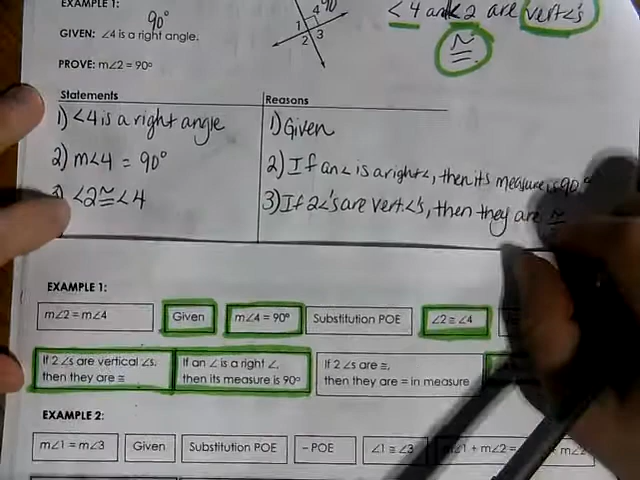 EXAMPLE 1:
90°
GIVEN: ∠4 is a right angle.
PROVE: m∠2 = 90°
4 90
1
3
2
∠4 and ∠2 are vert∠'s
≅
Statements
Reasons
1) ∠4 is a right angle
1) Given
2) m∠4 = 90°
2) If an ∠ is a right ∠, then its measure is 90°
∠2 ≅ ∠4
3) If 2∠'s are vert.∠'s, then they are ≅
EXAMPLE 1:
m∠2 = m∠4
Given
m∠4 = 90°
Substitution POE
∠2 ≅ ∠4
If 2 ∠s are vertical ∠s,
then they are ≅
If an ∠ is a right ∠,
then its measure is 90°
If 2 ∠s are ≅,
then they are = in measure
EXAMPLE 2:
m∠1 = m∠3
Given
Substitution POE
– POE
∠1 ≅ ∠3
∠1 + m∠2 =
m∠2